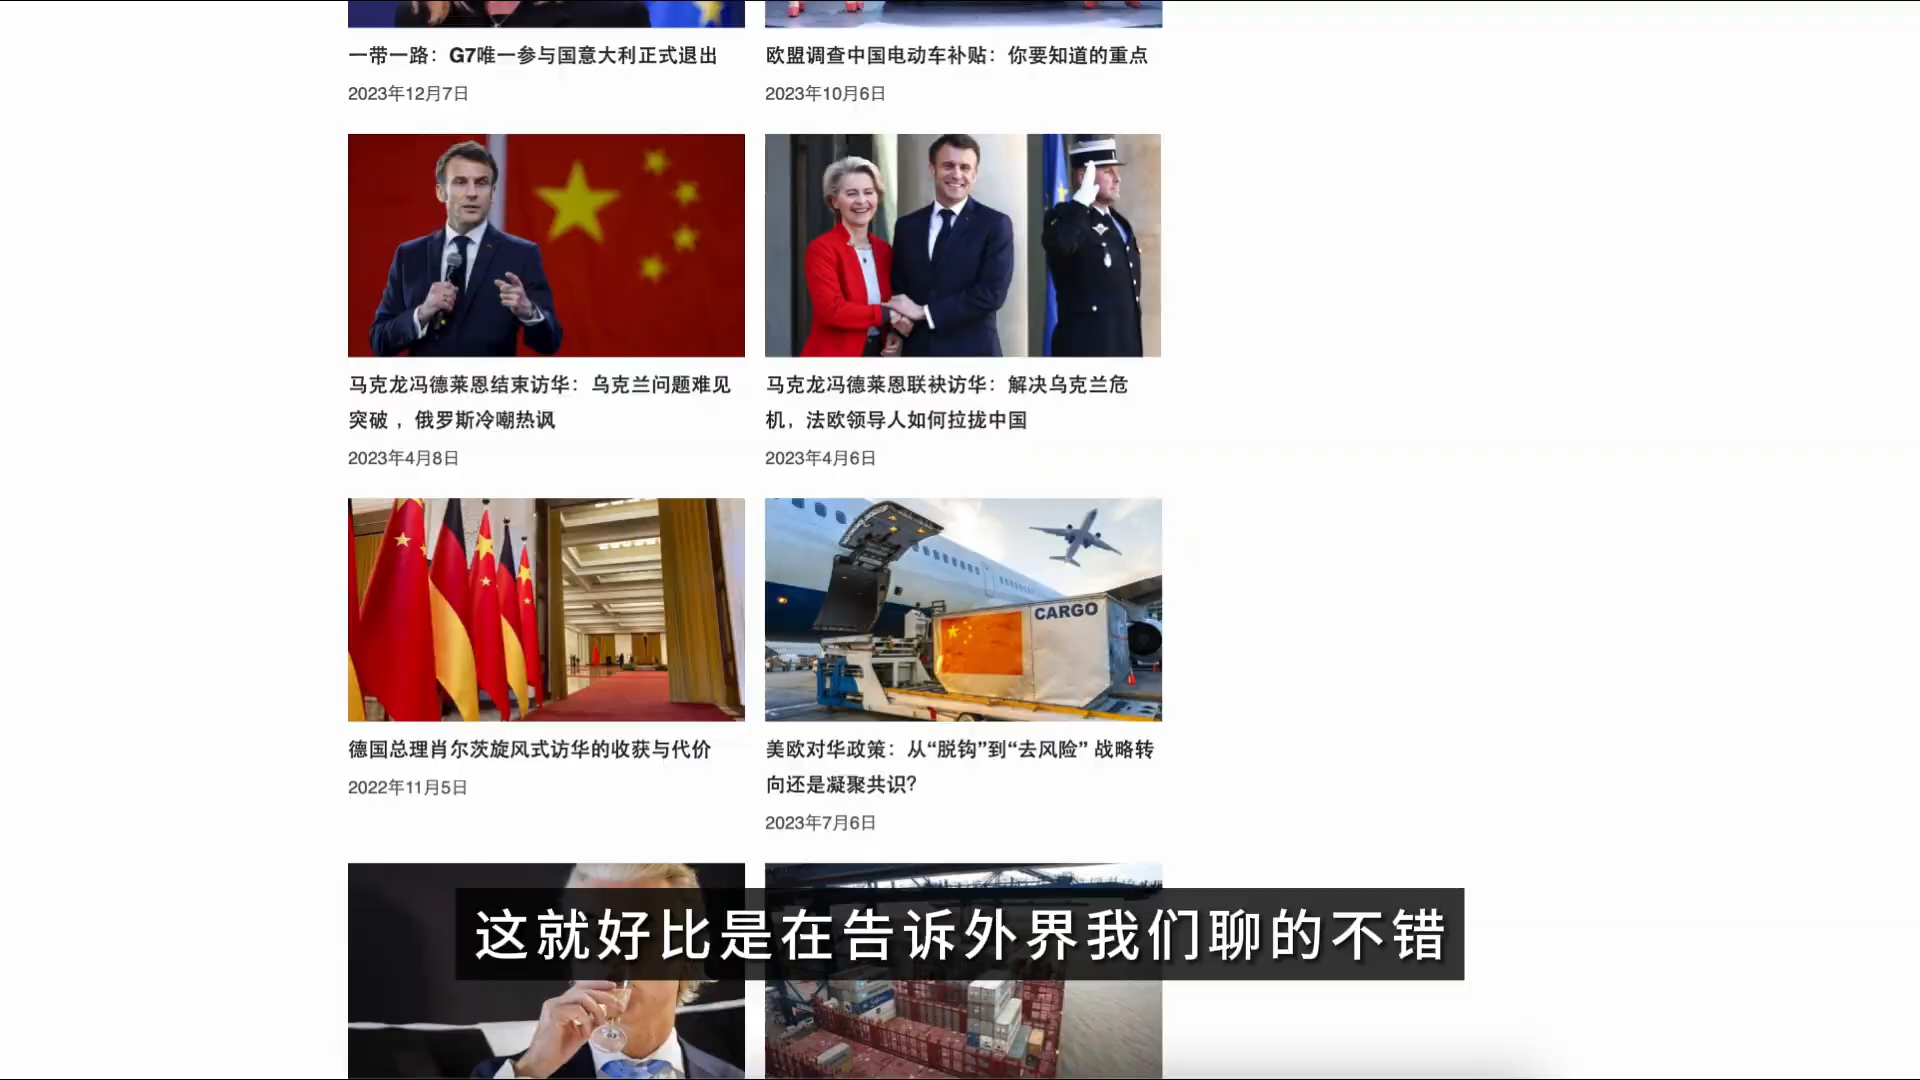 一带一路：G7唯一参与国意大利正式退出
2023年12月7日
欧盟调查中国电动车补贴：你要知道的重点
2023年10月6日
马克龙冯德莱恩结束访华：乌克兰问题难见
突破 ，俄罗斯冷嘲热讽
2023年4月8日
马克龙冯德莱恩联袂访华：解决乌克兰危
机，法欧领导人如何拉拢中国
2023年4月6日
CARGO
德国总理肖尔茨旋风式访华的收获与代价
2022年11月5日
美欧对华政策：从“脱钩”到“去风险” 战略转
向还是凝聚共识？
2023年7月6日
这就好比是在告诉外界我们聊的不错